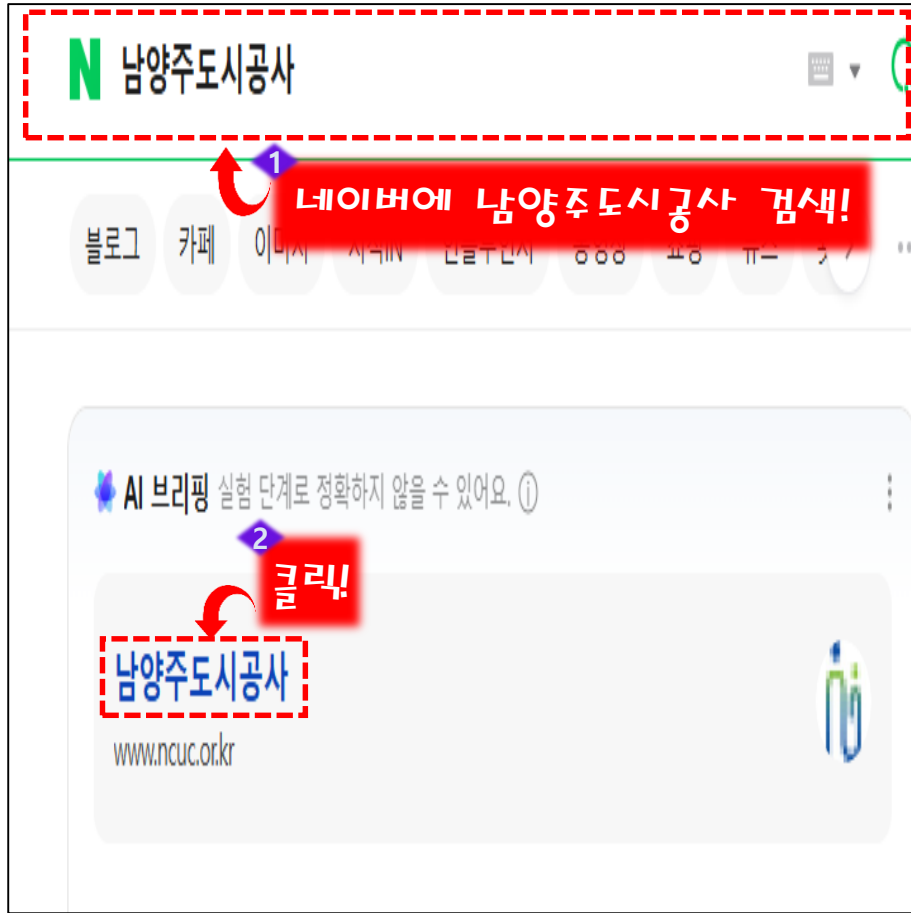 N 남양주도시공사
1
네이버에 남양주도시공사 검색!
블로그 카페
AI 브리핑 실험 단계로 정확하지 않을 수 있어요.
2
클릭!
남양주도시공사
www.ncuc.or.kr